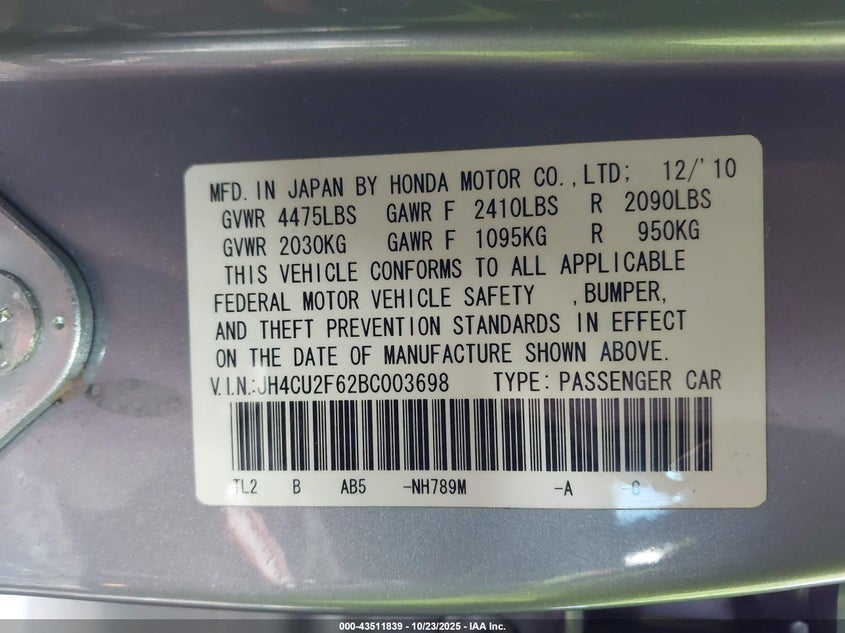 MFD. IN JAPAN BY HONDA MOTOR CO., LTD; 12/'10
GVWR 4475LBS GAWR F 2410LBS R 2090LBS
GVWR 2030KG GAWR F 1095KG R 950KG
THIS VEHICLE CONFORMS TO ALL APPLICABLE
FEDERAL MOTOR VEHICLE SAFETY , BUMPER,
AND THEFT PREVENTION STANDARDS IN EFFECT
ON THE DATE OF MANUFACTURE SHOWN ABOVE.
V.I.N.:JH4CU2F62BC003698 TYPE: PASSENGER CAR
TL2 B AB5 -NH789M -A -C
000-43511839 - 10/23/2025 - IAA Inc.